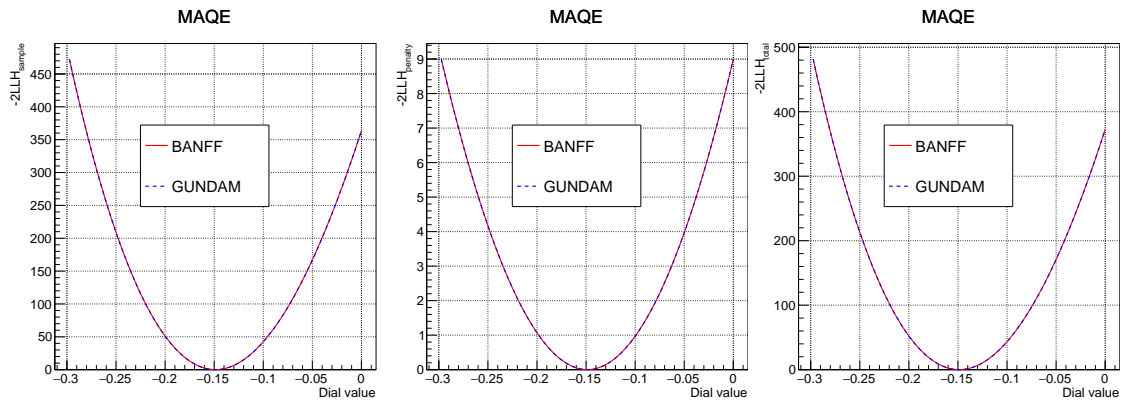 MAQE
-2LLH_sample
450
400
350
300
250
200
150
100
50
0
BANFF
GUNDAM
−0.3 −0.25 −0.2 −0.15 −0.1 −0.05 0
Dial value
MAQE
-2LLH_penalty
9
8
7
6
5
4
3
2
1
0
BANFF
GUNDAM
−0.3 −0.25 −0.2 −0.15 −0.1 −0.05 0
Dial value
MAQE
-2LLH_total
500
400
300
200
100
0
BANFF
GUNDAM
−0.3 −0.25 −0.2 −0.15 −0.1 −0.05 0
Dial value